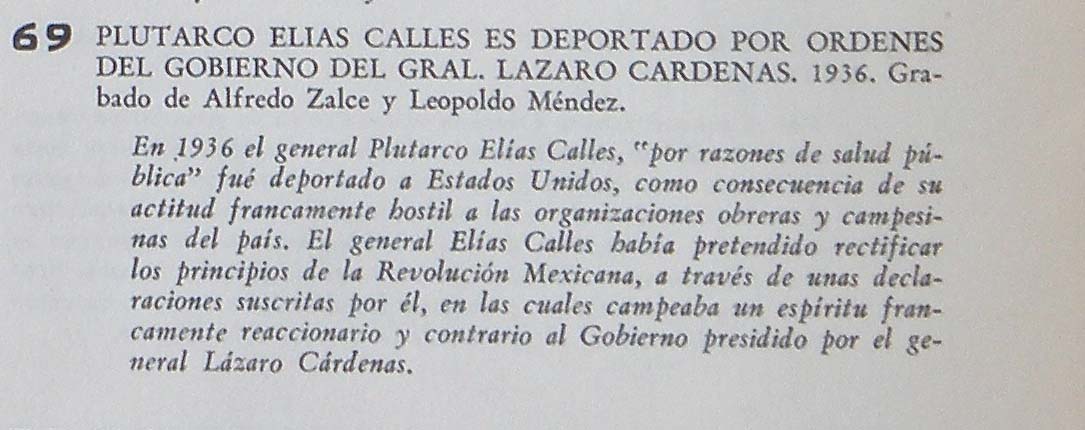 69 PLUTARCO ELIAS CALLES ES DEPORTADO POR ORDENES
DEL GOBIERNO DEL GRAL. LAZARO CARDENAS. 1936. Gra-
bado de Alfredo Zalce y Leopoldo Méndez.
En 1936 el general Plutarco Elías Calles, "por razones de salud pú-
blica" fué deportado a Estados Unidos, como consecuencia de su
actitud francamente hostil a las organizaciones obreras y campesi-
nas del país. El general Elías Calles había pretendido rectificar
los principios de la Revolución Mexicana, a través de unas decla-
raciones suscritas por él, en las cuales campeaba un espíritu fran-
camente reaccionario y contrario al Gobierno presidido por el ge-
neral Lázaro Cárdenas.